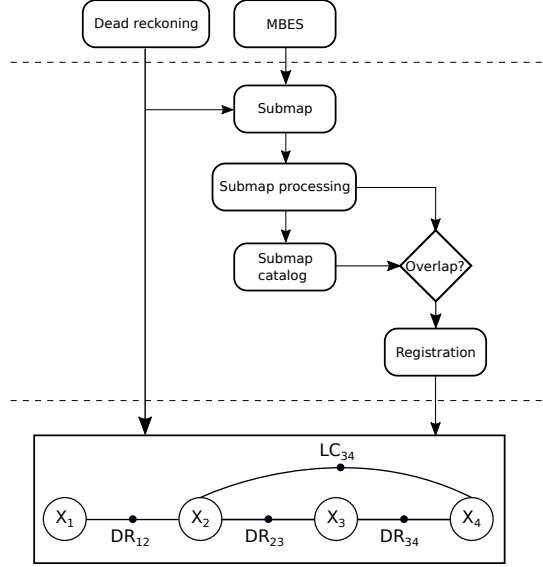 Dead reckoning
MBES
Submap
Submap processing
Submap
catalog
Overlap?
Registration
LC₃₄
X₁
X₂
X₃
X₄
DR₁₂
DR₂₃
DR₃₄